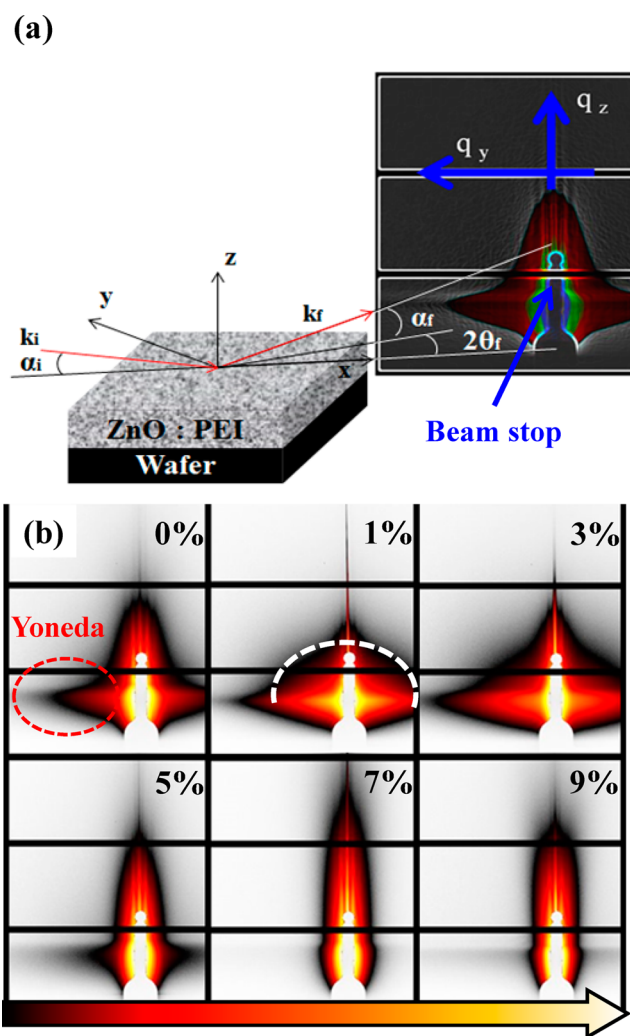 (a)
q z
q y
z
y
kf
ki
αf
αi
x
2θf
ZnO : PEI
Wafer
Beam stop
(b)
0%
1%
3%
Yoneda
5%
7%
9%